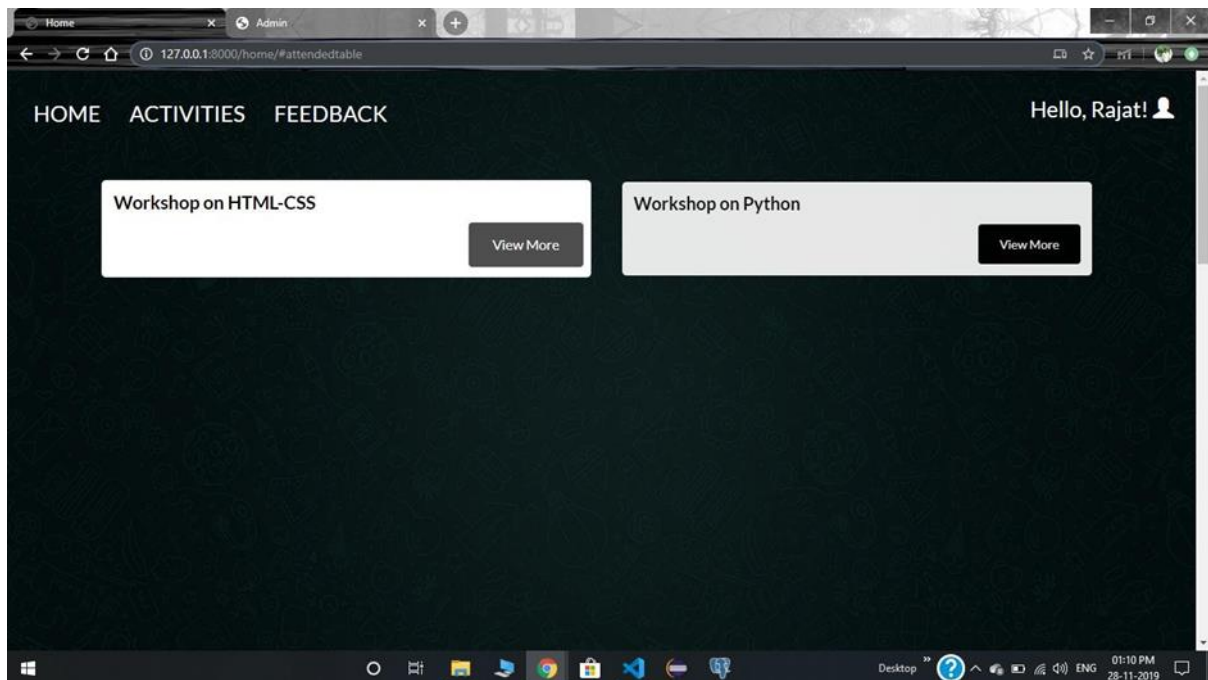 Home
Admin
127.0.0.1:8000/home/#attendedtable
HOME ACTIVITIES FEEDBACK
Hello, Rajat!
Workshop on HTML-CSS
View More
Workshop on Python
View More
Desktop
ENG
01:10 PM
28-11-2019